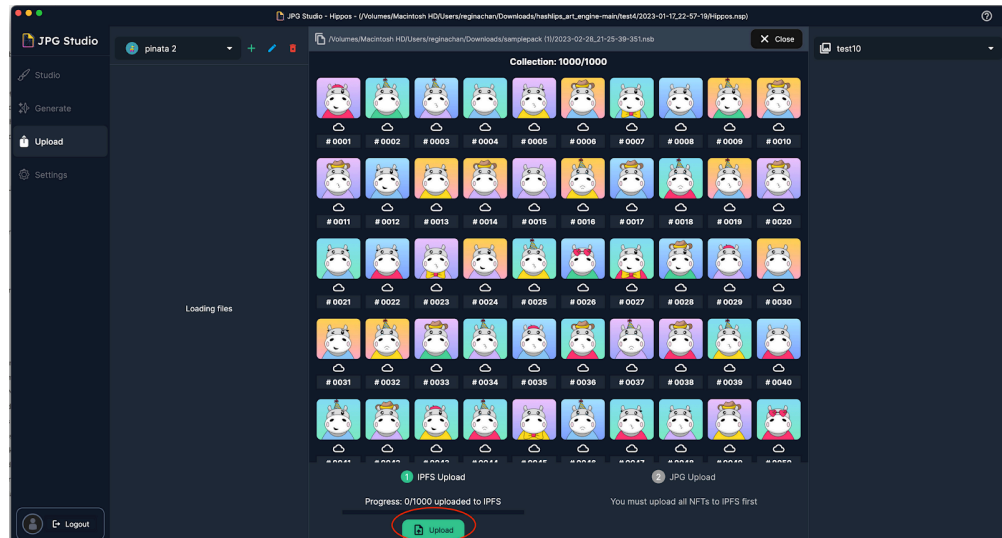 JPG Studio - Hippos - (/Volumes/Macintosh HD/Users/reginachan/Downloads/hashlips_art_engine-main/test4/2023-01-17_22-57-19/Hippos.nsp)
JPG Studio
pinata 2
/Volumes/Macintosh HD/Users/reginachan/Downloads/samplepack (1)/2023-02-28_21-25-39-351.nsb
Close
test10
Studio
Generate
Upload
Settings
Loading files
Collection: 1000/1000
# 0001 # 0002 # 0003 # 0004 # 0005 # 0006 # 0007 # 0008 # 0009 # 0010
# 0011 # 0012 # 0013 # 0014 # 0015 # 0016 # 0017 # 0018 # 0019 # 0020
# 0021 # 0022 # 0023 # 0024 # 0025 # 0026 # 0027 # 0028 # 0029 # 0030
# 0031 # 0032 # 0033 # 0034 # 0035 # 0036 # 0037 # 0038 # 0039 # 0040
1 IPFS Upload
2 JPG Upload
Progress: 0/1000 uploaded to IPFS
You must upload all NFTs to IPFS first
Upload
Logout